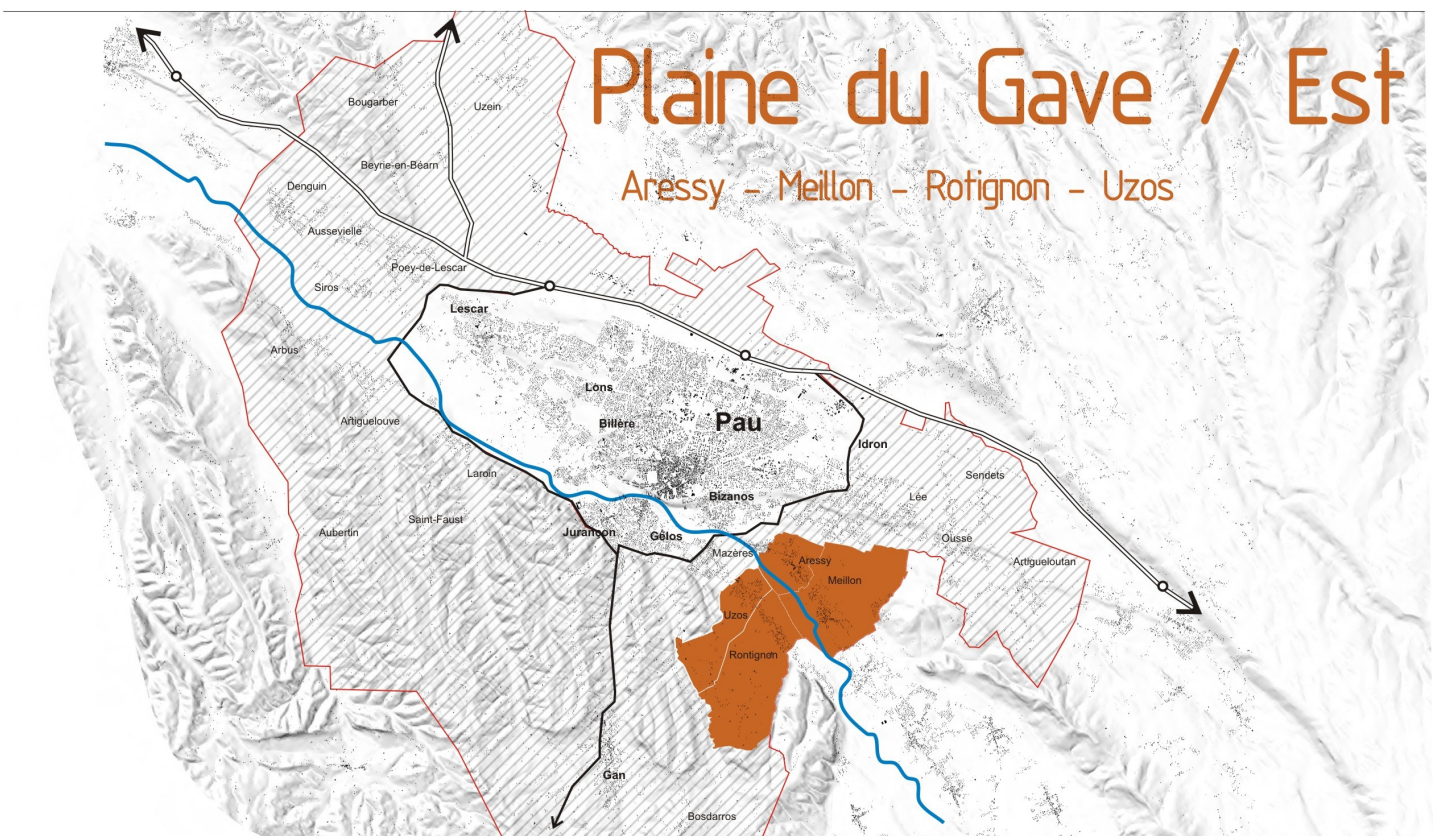 Plaine du Gave / Est
Aressy - Meillon - Rotignon - Uzos
Bougarber
Uzein
Beyrie-en-Béarn
Denguin
Aussevielle
Poey-de-Lescar
Siros
Lescar
Arbus
Lons
Artiguelouve
Billère
Pau
Idron
Laroin
Sendets
Lée
Bizanos
Saint-Faust
Aubertin
Jurançon
Gélos
Ousse
Mazères
Aressy
Artigueloutan
Meillon
Uzos
Rontignon
Gan
Bosdarros